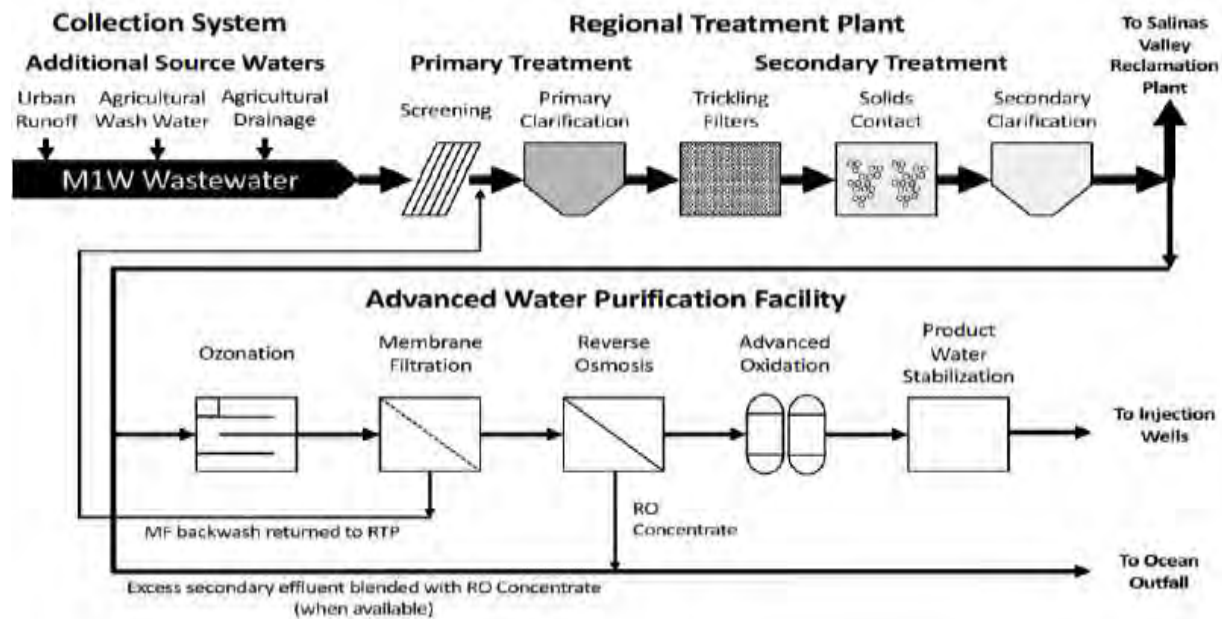 Collection System
Regional Treatment Plant
To Salinas
Valley
Reclamation
Plant
Additional Source Waters
Primary Treatment
Secondary Treatment
Urban
Runoff
Agricultural
Wash Water
Agricultural
Drainage
Screening
Primary
Clarification
Trickling
Filters
Solids
Contact
Secondary
Clarification
M1W Wastewater
Advanced Water Purification Facility
Ozonation
Membrane
Filtration
Reverse
Osmosis
Advanced
Oxidation
Product
Water
Stabilization
To Injection
Wells
MF backwash returned to RTP
RO
Concentrate
To Ocean
Outfall
Excess secondary effluent blended with RO Concentrate
(when available)